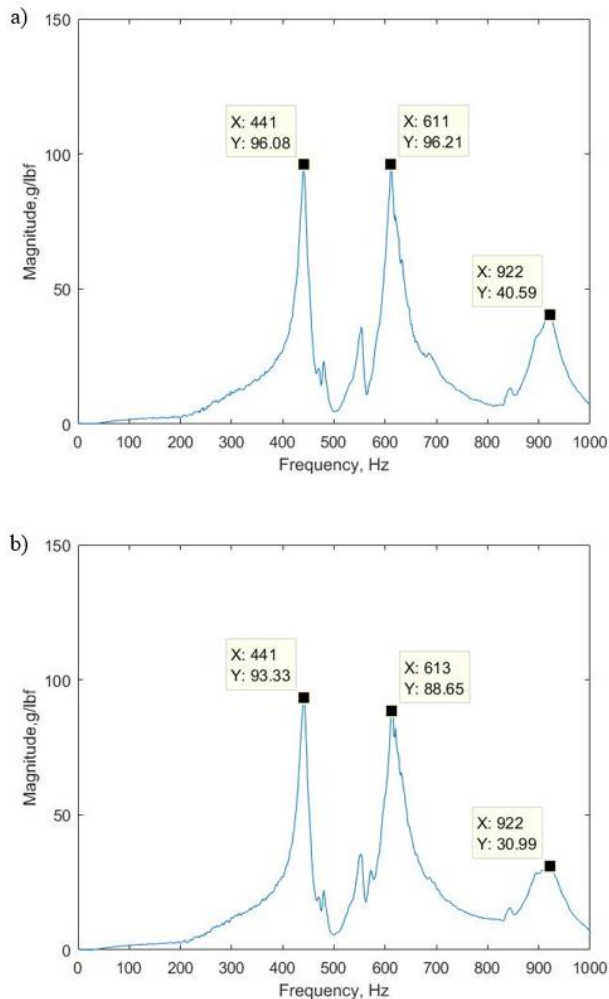 a)
150
X: 441
Y: 96.08
X: 611
Y: 96.21
100
Magnitude,g/lbf
X: 922
Y: 40.59
50
0
0 100 200 300 400 500 600 700 800 900 1000
Frequency, Hz
b)
150
X: 441
Y: 93.33
X: 613
Y: 88.65
100
Magnitude,g/lbf
X: 922
Y: 30.99
50
0
0 100 200 300 400 500 600 700 800 900 1000
Frequency, Hz